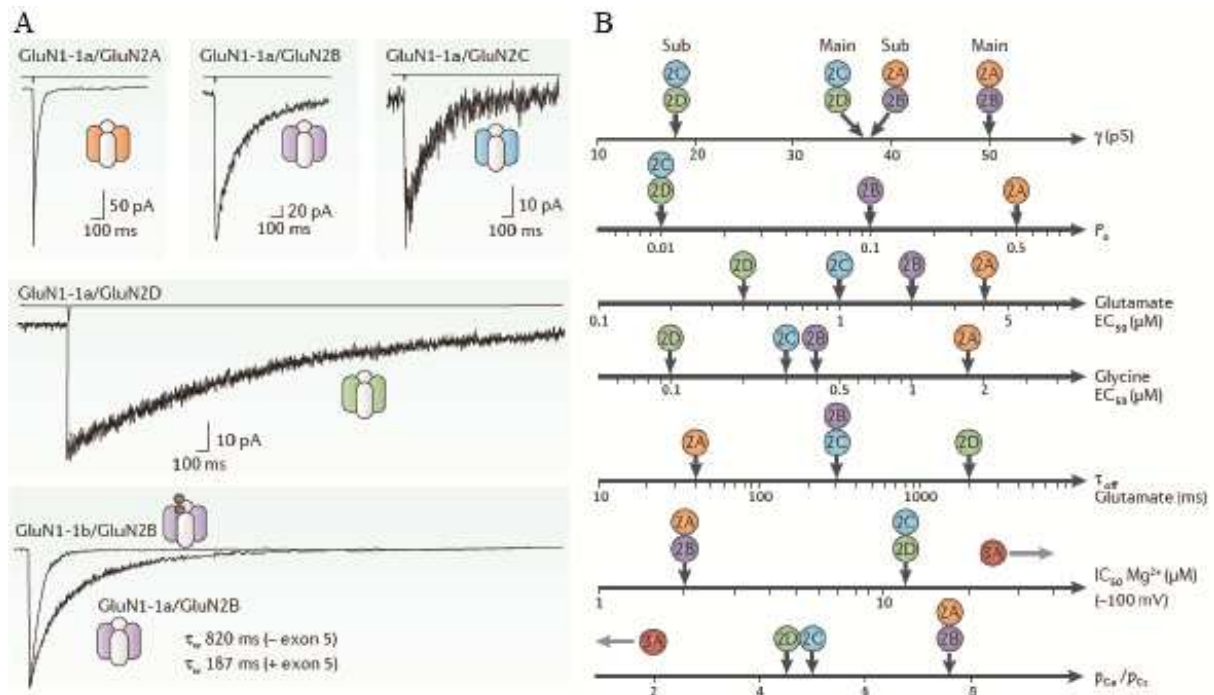 A
GluN1-1a/GluN2A
50 pA
100 ms
GluN1-1a/GluN2B
20 pA
100 ms
GluN1-1a/GluN2C
10 pA
100 ms
GluN1-1a/GluN2D
10 pA
100 ms
GluN1-1b/GluN2B
GluN1-1a/GluN2B
τw 820 ms (– exon 5)
τw 187 ms (+ exon 5)
B
Sub Main Sub Main
2C 2C 2A 2A
2D 2D 2B 2B
γ (pS)
10 20 30 40 50
2C
2D 2B 2A
0.01 0.1 0.5
2D 2C 2B 2A
Glutamate
0.1 1 5
EC50 (μM)
2D 2C 2B 2A
Glycine
0.1 0.5 1 2
EC50 (μM)
2B
2A 2C 2D
τoff
10 100 1000
Glutamate (ms)
2A 2C
2B 2D 3A
IC50 Mg2+ (μM)
1 10
(–100 mV)
2A
3A 2D 2C 2B
pCa/pCs
2 4 6 8